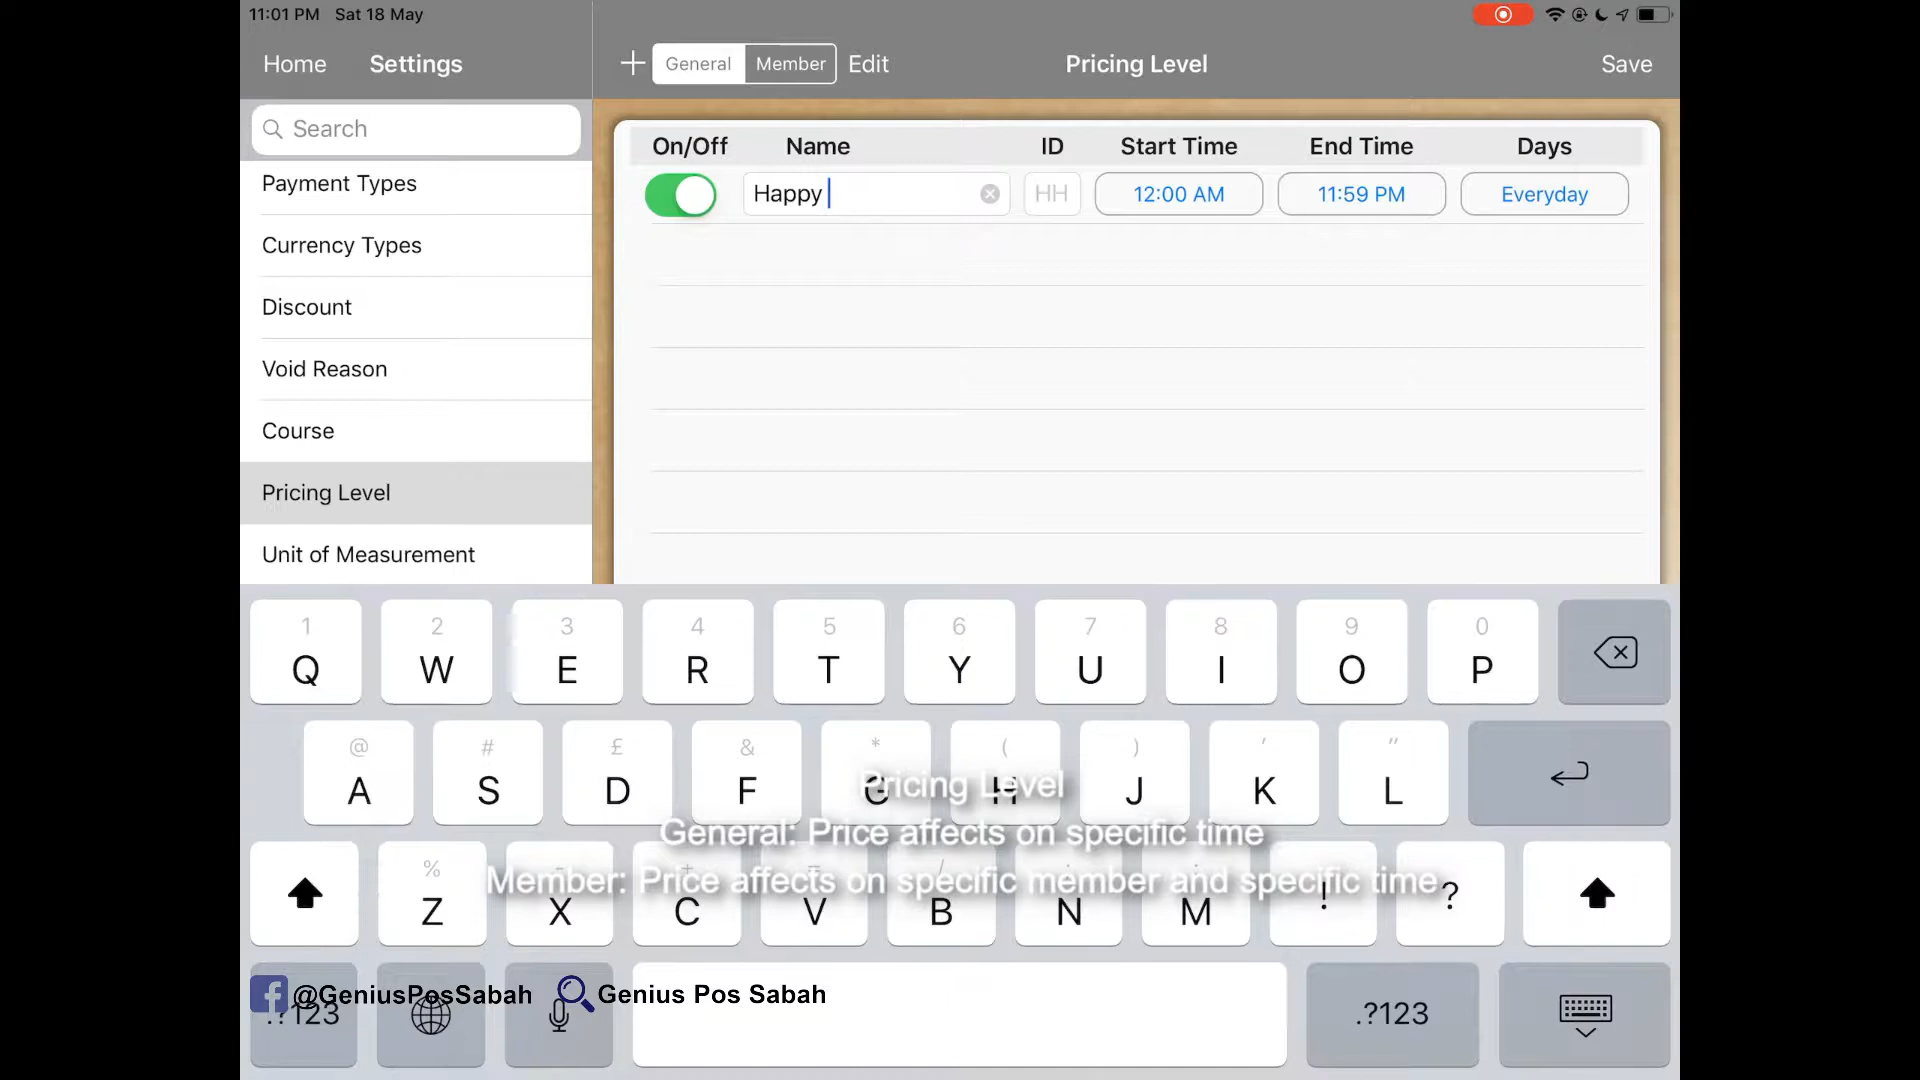 11:01 PM Sat 18 May
Home Settings
General Member Edit Pricing Level Save
Search
On/Off Name ID Start Time End Time Days
Happy HH 12:00 AM 11:59 PM Everyday
Payment Types
Currency Types
Discount
Void Reason
Course
Pricing Level
Unit of Measurement
1 2 3 4 5 6 7 8 9 0
Q W E R T Y U I O P
@ # £ & * ( ) ' "
A S D F G H J K L
Pricing Level
General: Price affects on specific time
Member: Price affects on specific member and specific time
% - + = /
Z X C V B N M ! ?
@GeniusPosSabah Genius Pos Sabah
.?123 .?123